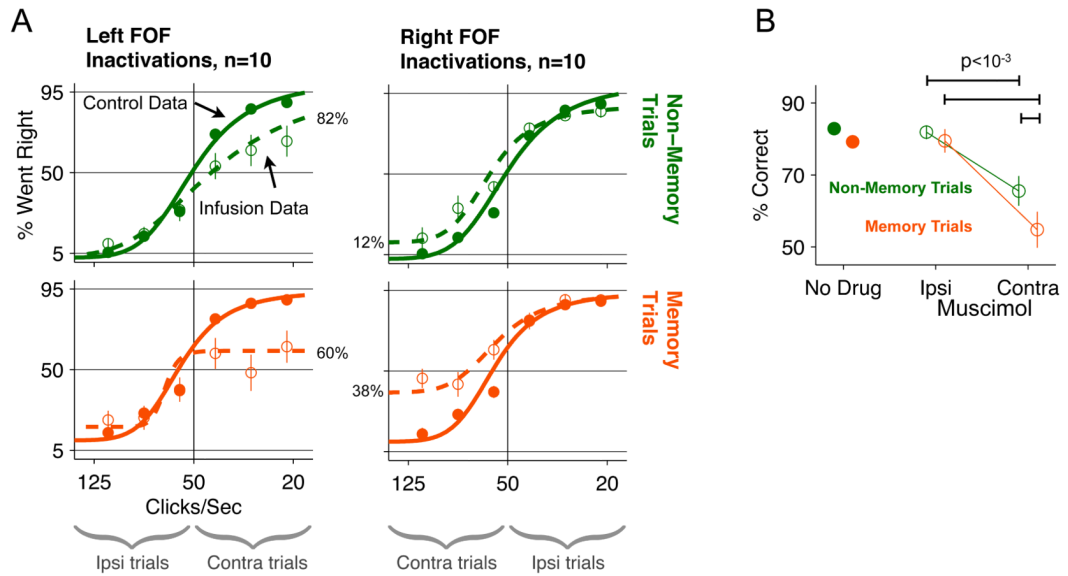 A
Left FOF
Inactivations, n=10
Right FOF
Inactivations, n=10
% Went Right
95
50
5
Control Data
Infusion Data
82%
12%
Non-Memory
Trials
95
50
5
60%
38%
Memory
Trials
125
50
20
Clicks/Sec
125
50
20
Ipsi trials
Contra trials
Contra trials
Ipsi trials
B
p<10-3
% Correct
90
70
50
Non-Memory Trials
Memory Trials
No Drug
Ipsi
Contra
Muscimol